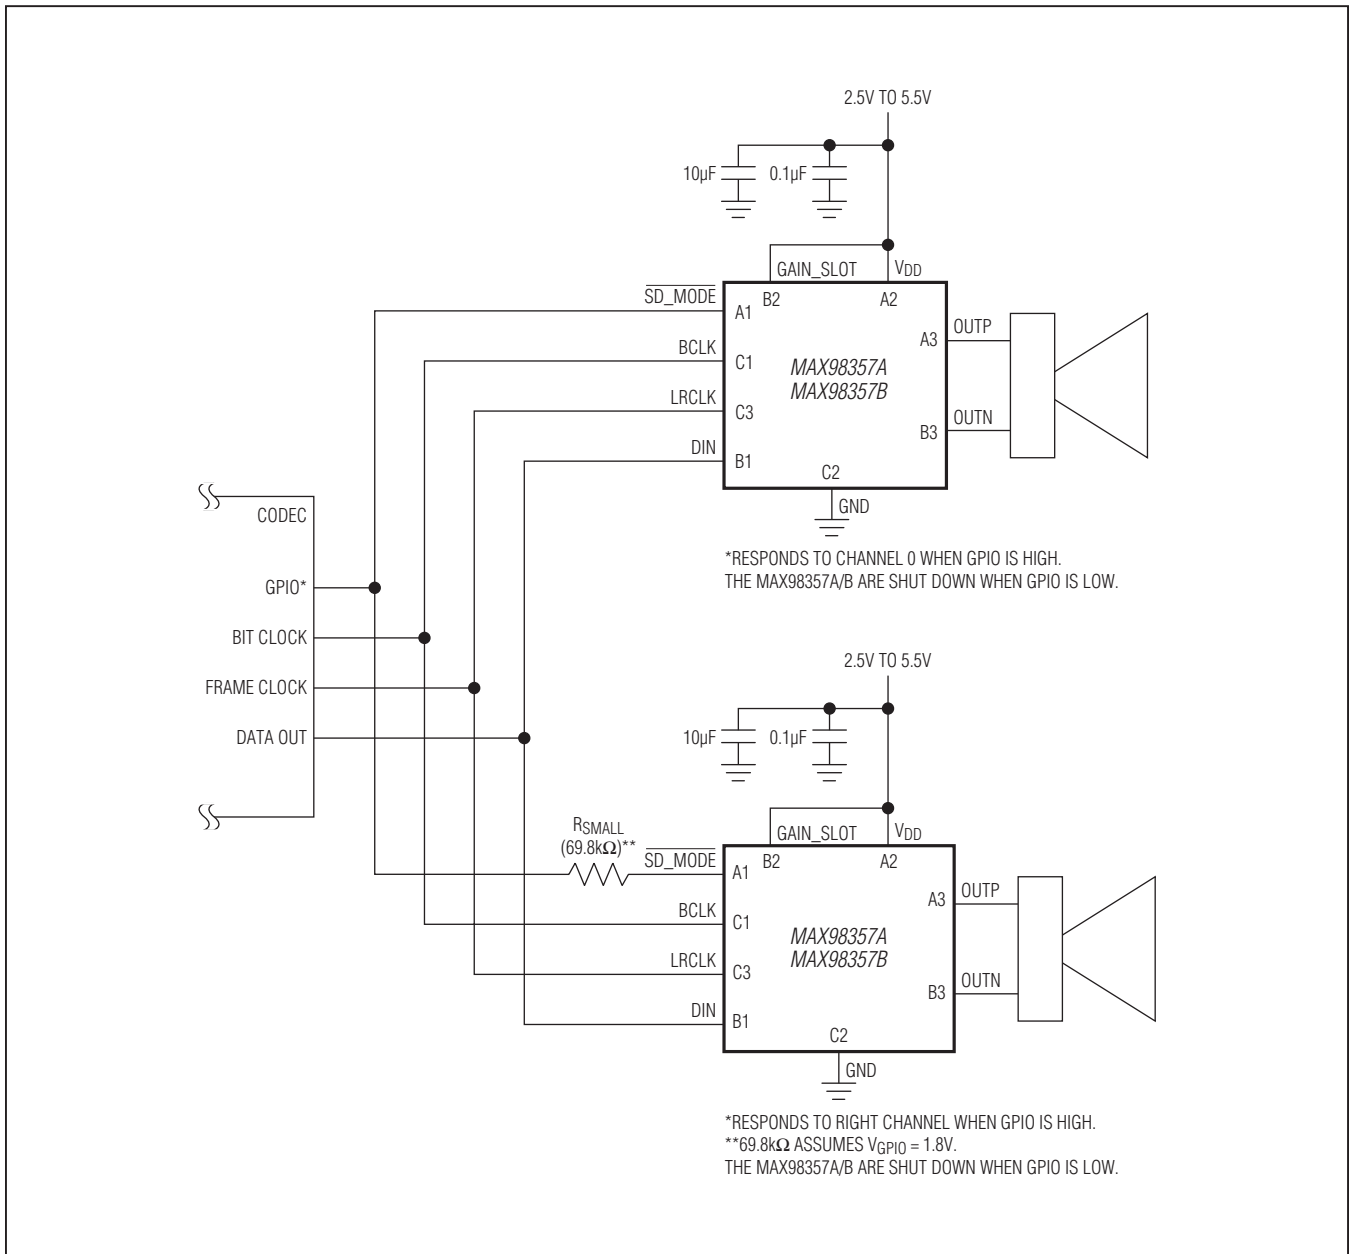 2.5V TO 5.5V
10µF
0.1µF
GAIN_SLOT
VDD
SD_MODE
B2
A2
A1
OUTP
A3
BCLK
C1
MAX98357A
MAX98357B
LRCLK
C3
OUTN
B3
DIN
B1
C2
GND
CODEC
*RESPONDS TO CHANNEL 0 WHEN GPIO IS HIGH.
THE MAX98357A/B ARE SHUT DOWN WHEN GPIO IS LOW.
GPIO*
BIT CLOCK
FRAME CLOCK
DATA OUT
2.5V TO 5.5V
10µF
0.1µF
RSMALL
(69.8kΩ)**
GAIN_SLOT
VDD
SD_MODE
B2
A2
A1
OUTP
A3
BCLK
C1
MAX98357A
MAX98357B
LRCLK
C3
OUTN
B3
DIN
B1
C2
GND
*RESPONDS TO RIGHT CHANNEL WHEN GPIO IS HIGH.
**69.8kΩ ASSUMES VGPIO = 1.8V.
THE MAX98357A/B ARE SHUT DOWN WHEN GPIO IS LOW.